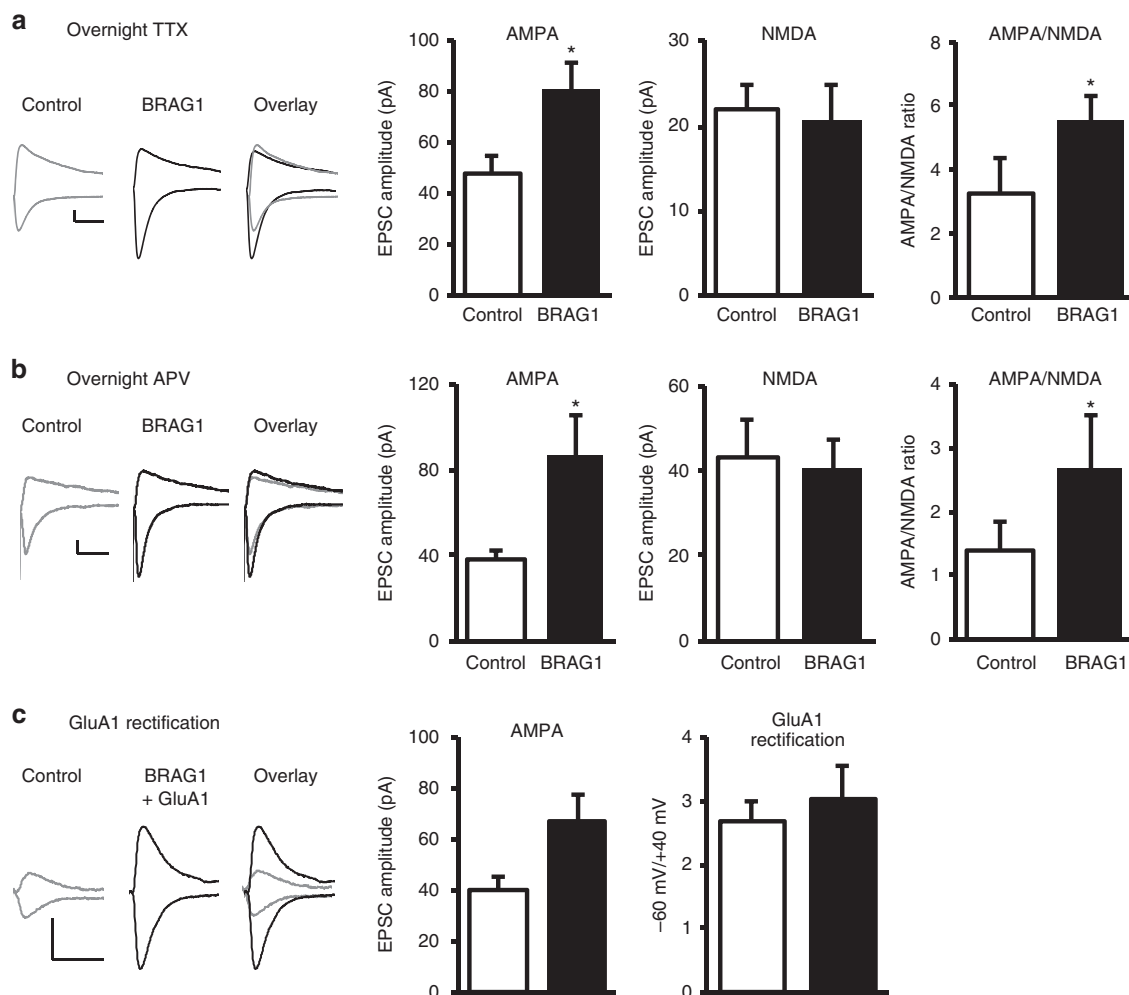 a
Overnight TTX
Control
BRAG1
Overlay
AMPA
EPSC amplitude (pA)
100
80
60
40
20
0
*
Control
BRAG1
NMDA
EPSC amplitude (pA)
30
20
10
0
Control
BRAG1
AMPA/NMDA
AMPA/NMDA ratio
8
6
4
2
0
*
Control
BRAG1
b
Overnight APV
Control
BRAG1
Overlay
AMPA
EPSC amplitude (pA)
120
80
40
0
*
Control
BRAG1
NMDA
EPSC amplitude (pA)
60
40
20
0
Control
BRAG1
AMPA/NMDA
AMPA/NMDA ratio
4
3
2
1
0
*
Control
BRAG1
c
GluA1 rectification
Control
BRAG1
+ GluA1
Overlay
AMPA
EPSC amplitude (pA)
100
80
60
40
20
0
GluA1
rectification
–60 mV/+40 mV
4
3
2
1
0